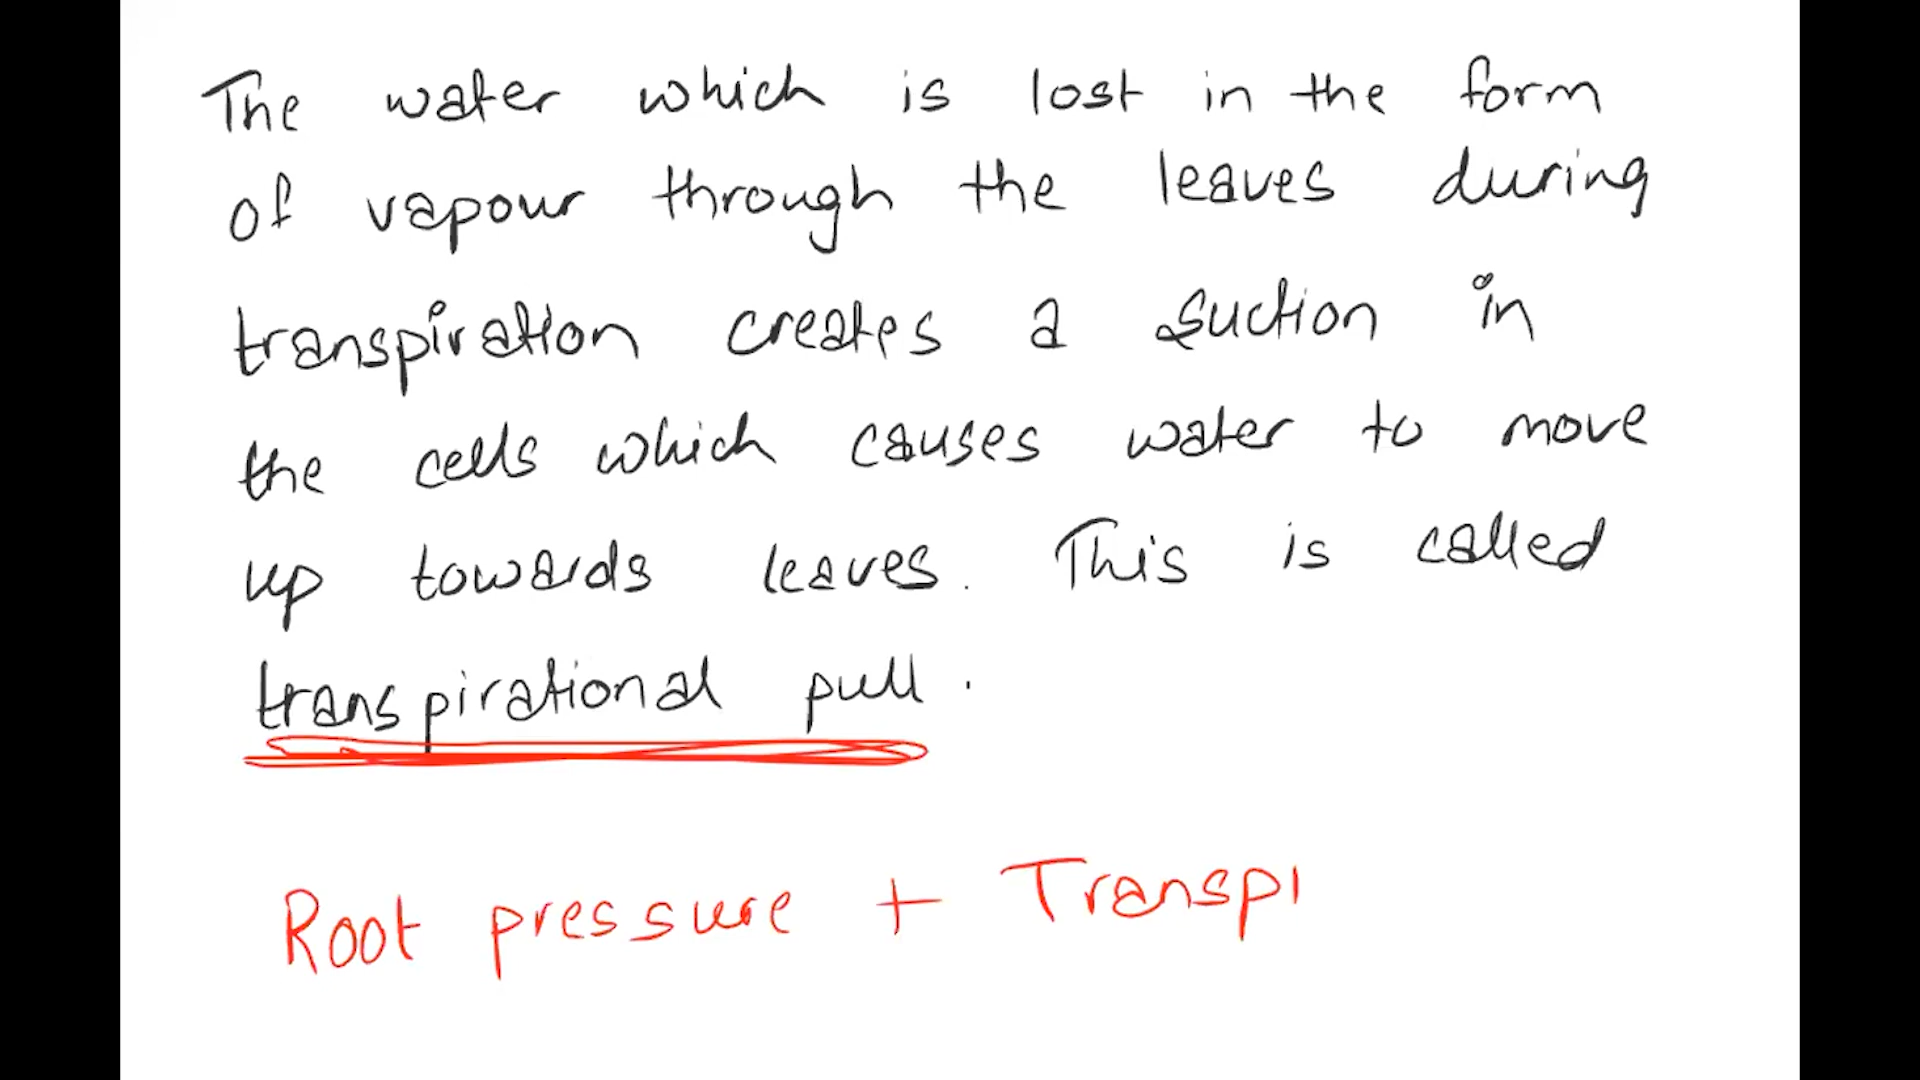 The water which is lost in the form
of vapour through the leaves during
transpiration creates a suction in
the cells which causes water to move
up towards leaves. This is called
transpirational pull.
Root pressure + Transpi